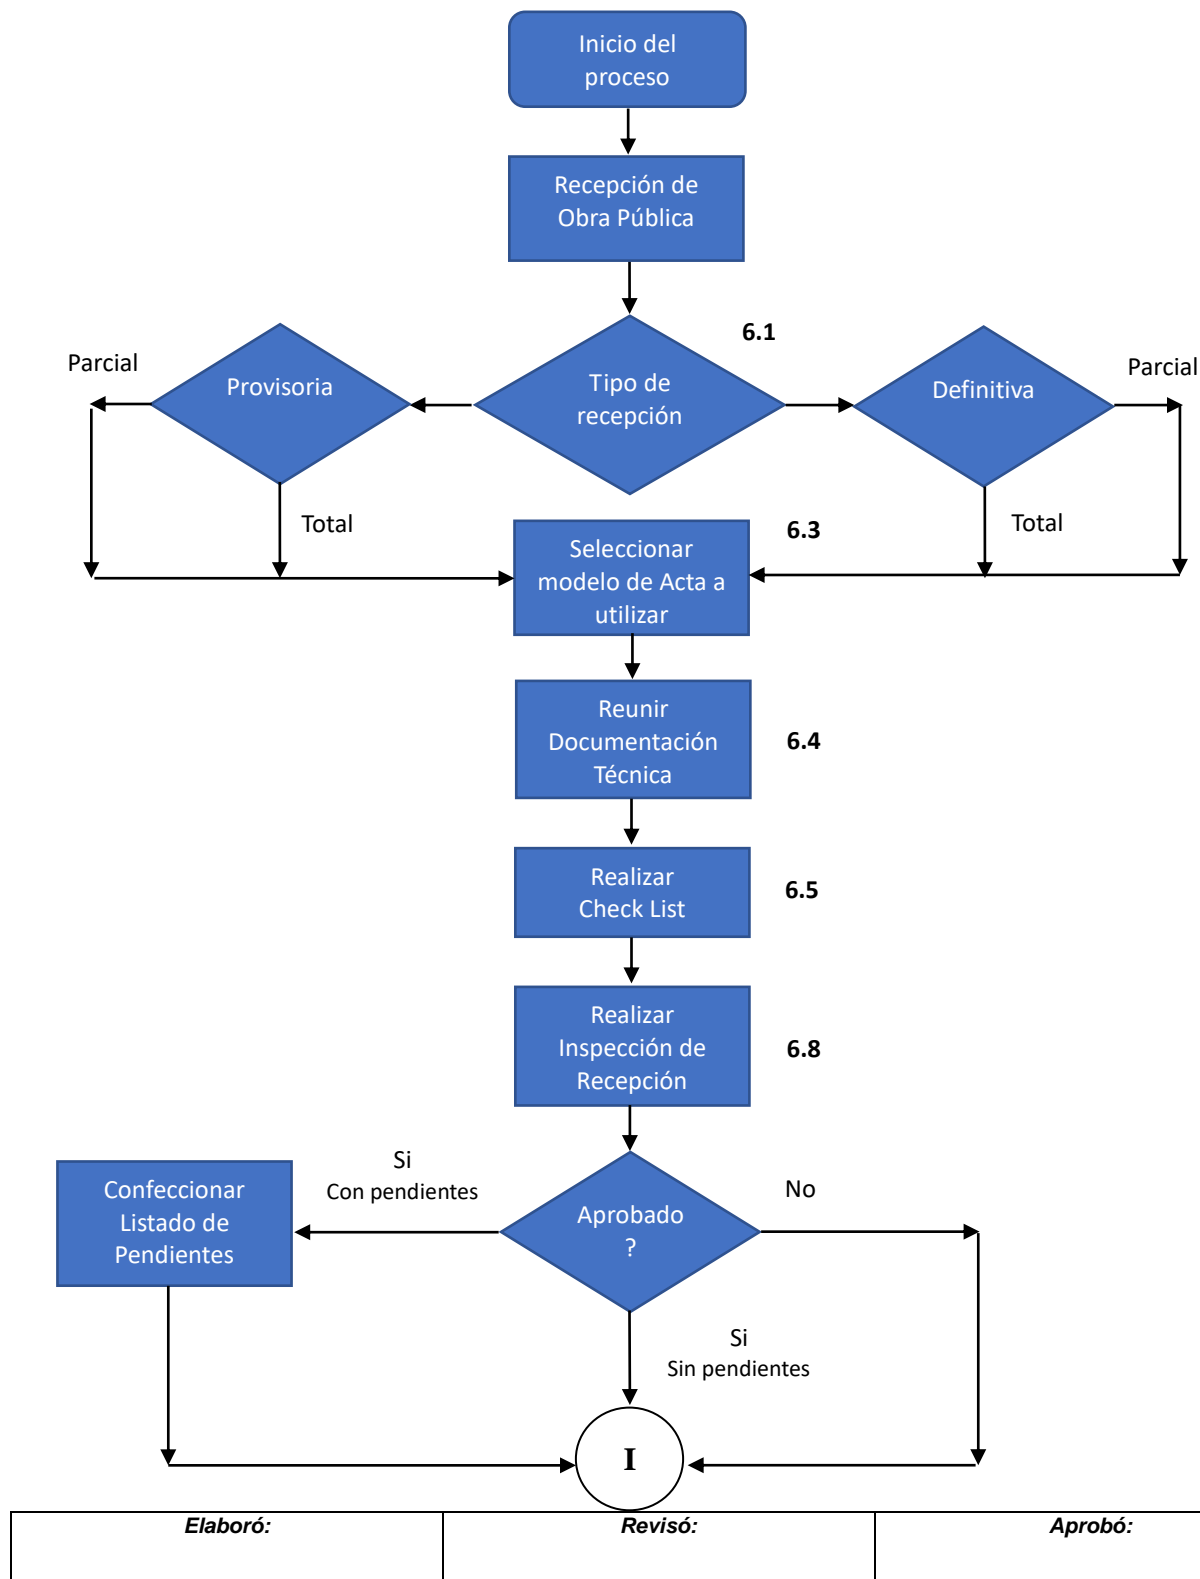 Inicio del
proceso
Recepción de
Obra Pública
6.1
Parcial
Provisoria
Tipo de
recepción
Definitiva
Parcial
Total
Total
6.3
Seleccionar
modelo de Acta a
utilizar
Reunir
Documentación
Técnica
6.4
Realizar
Check List
6.5
Realizar
Inspección de
Recepción
6.8
Si
Con pendientes
No
Confeccionar
Listado de
Pendientes
Aprobado
?
Si
Sin pendientes
I
Elaboró:
Revisó:
Aprobó: